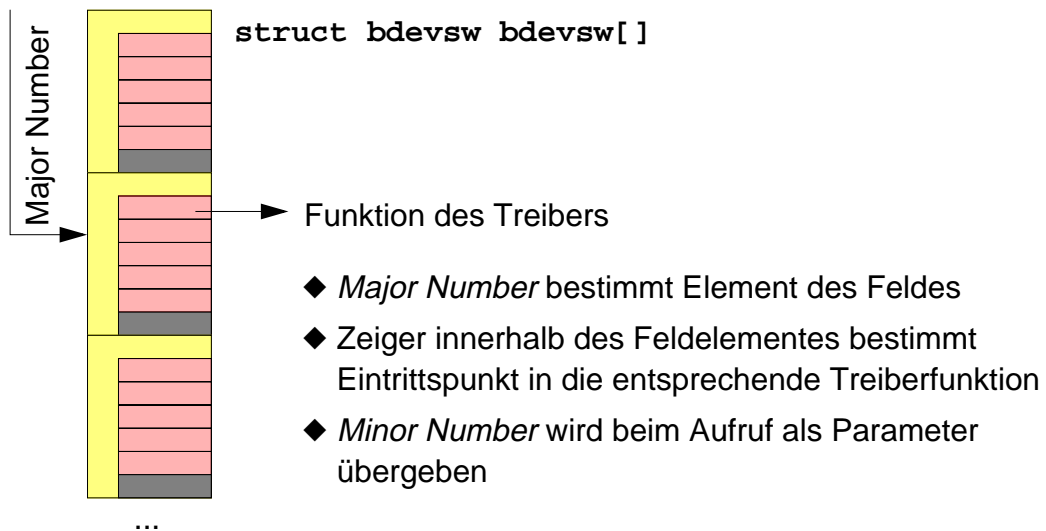 struct bdevsw bdevsw[]
Major Number
Funktion des Treibers
◆ Major Number bestimmt Element des Feldes
◆ Zeiger innerhalb des Feldelementes bestimmt
Eintrittspunkt in die entsprechende Treiberfunktion
◆ Minor Number wird beim Aufruf als Parameter
übergeben
...